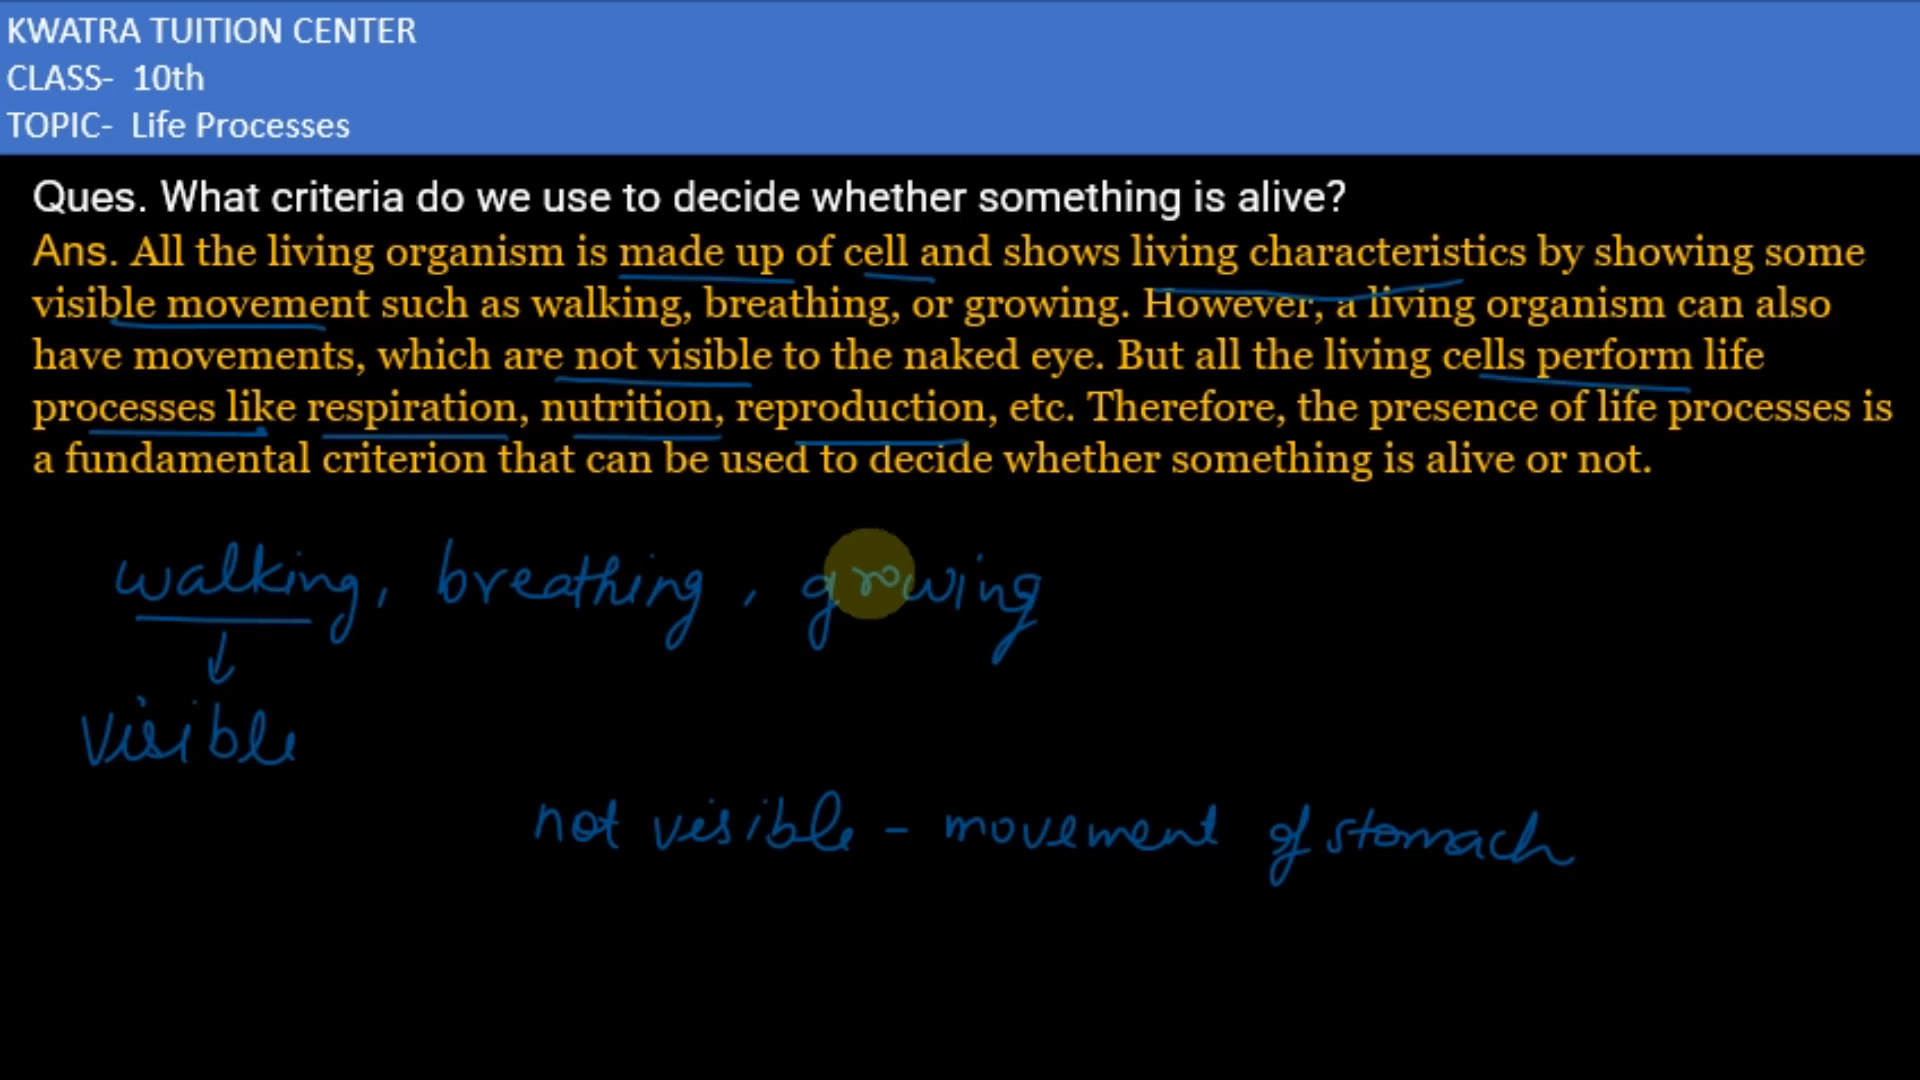 KWATRA TUITION CENTER
CLASS- 10th
TOPIC- Life Processes
Ques. What criteria do we use to decide whether something is alive?
Ans. All the living organism is made up of cell and shows living characteristics by showing some
visible movement such as walking, breathing, or growing. However, a living organism can also
have movements, which are not visible to the naked eye. But all the living cells perform life
processes like respiration, nutrition, reproduction, etc. Therefore, the presence of life processes is
a fundamental criterion that can be used to decide whether something is alive or not.
walking, breathing, growing
visible
not visible - movement of stomach